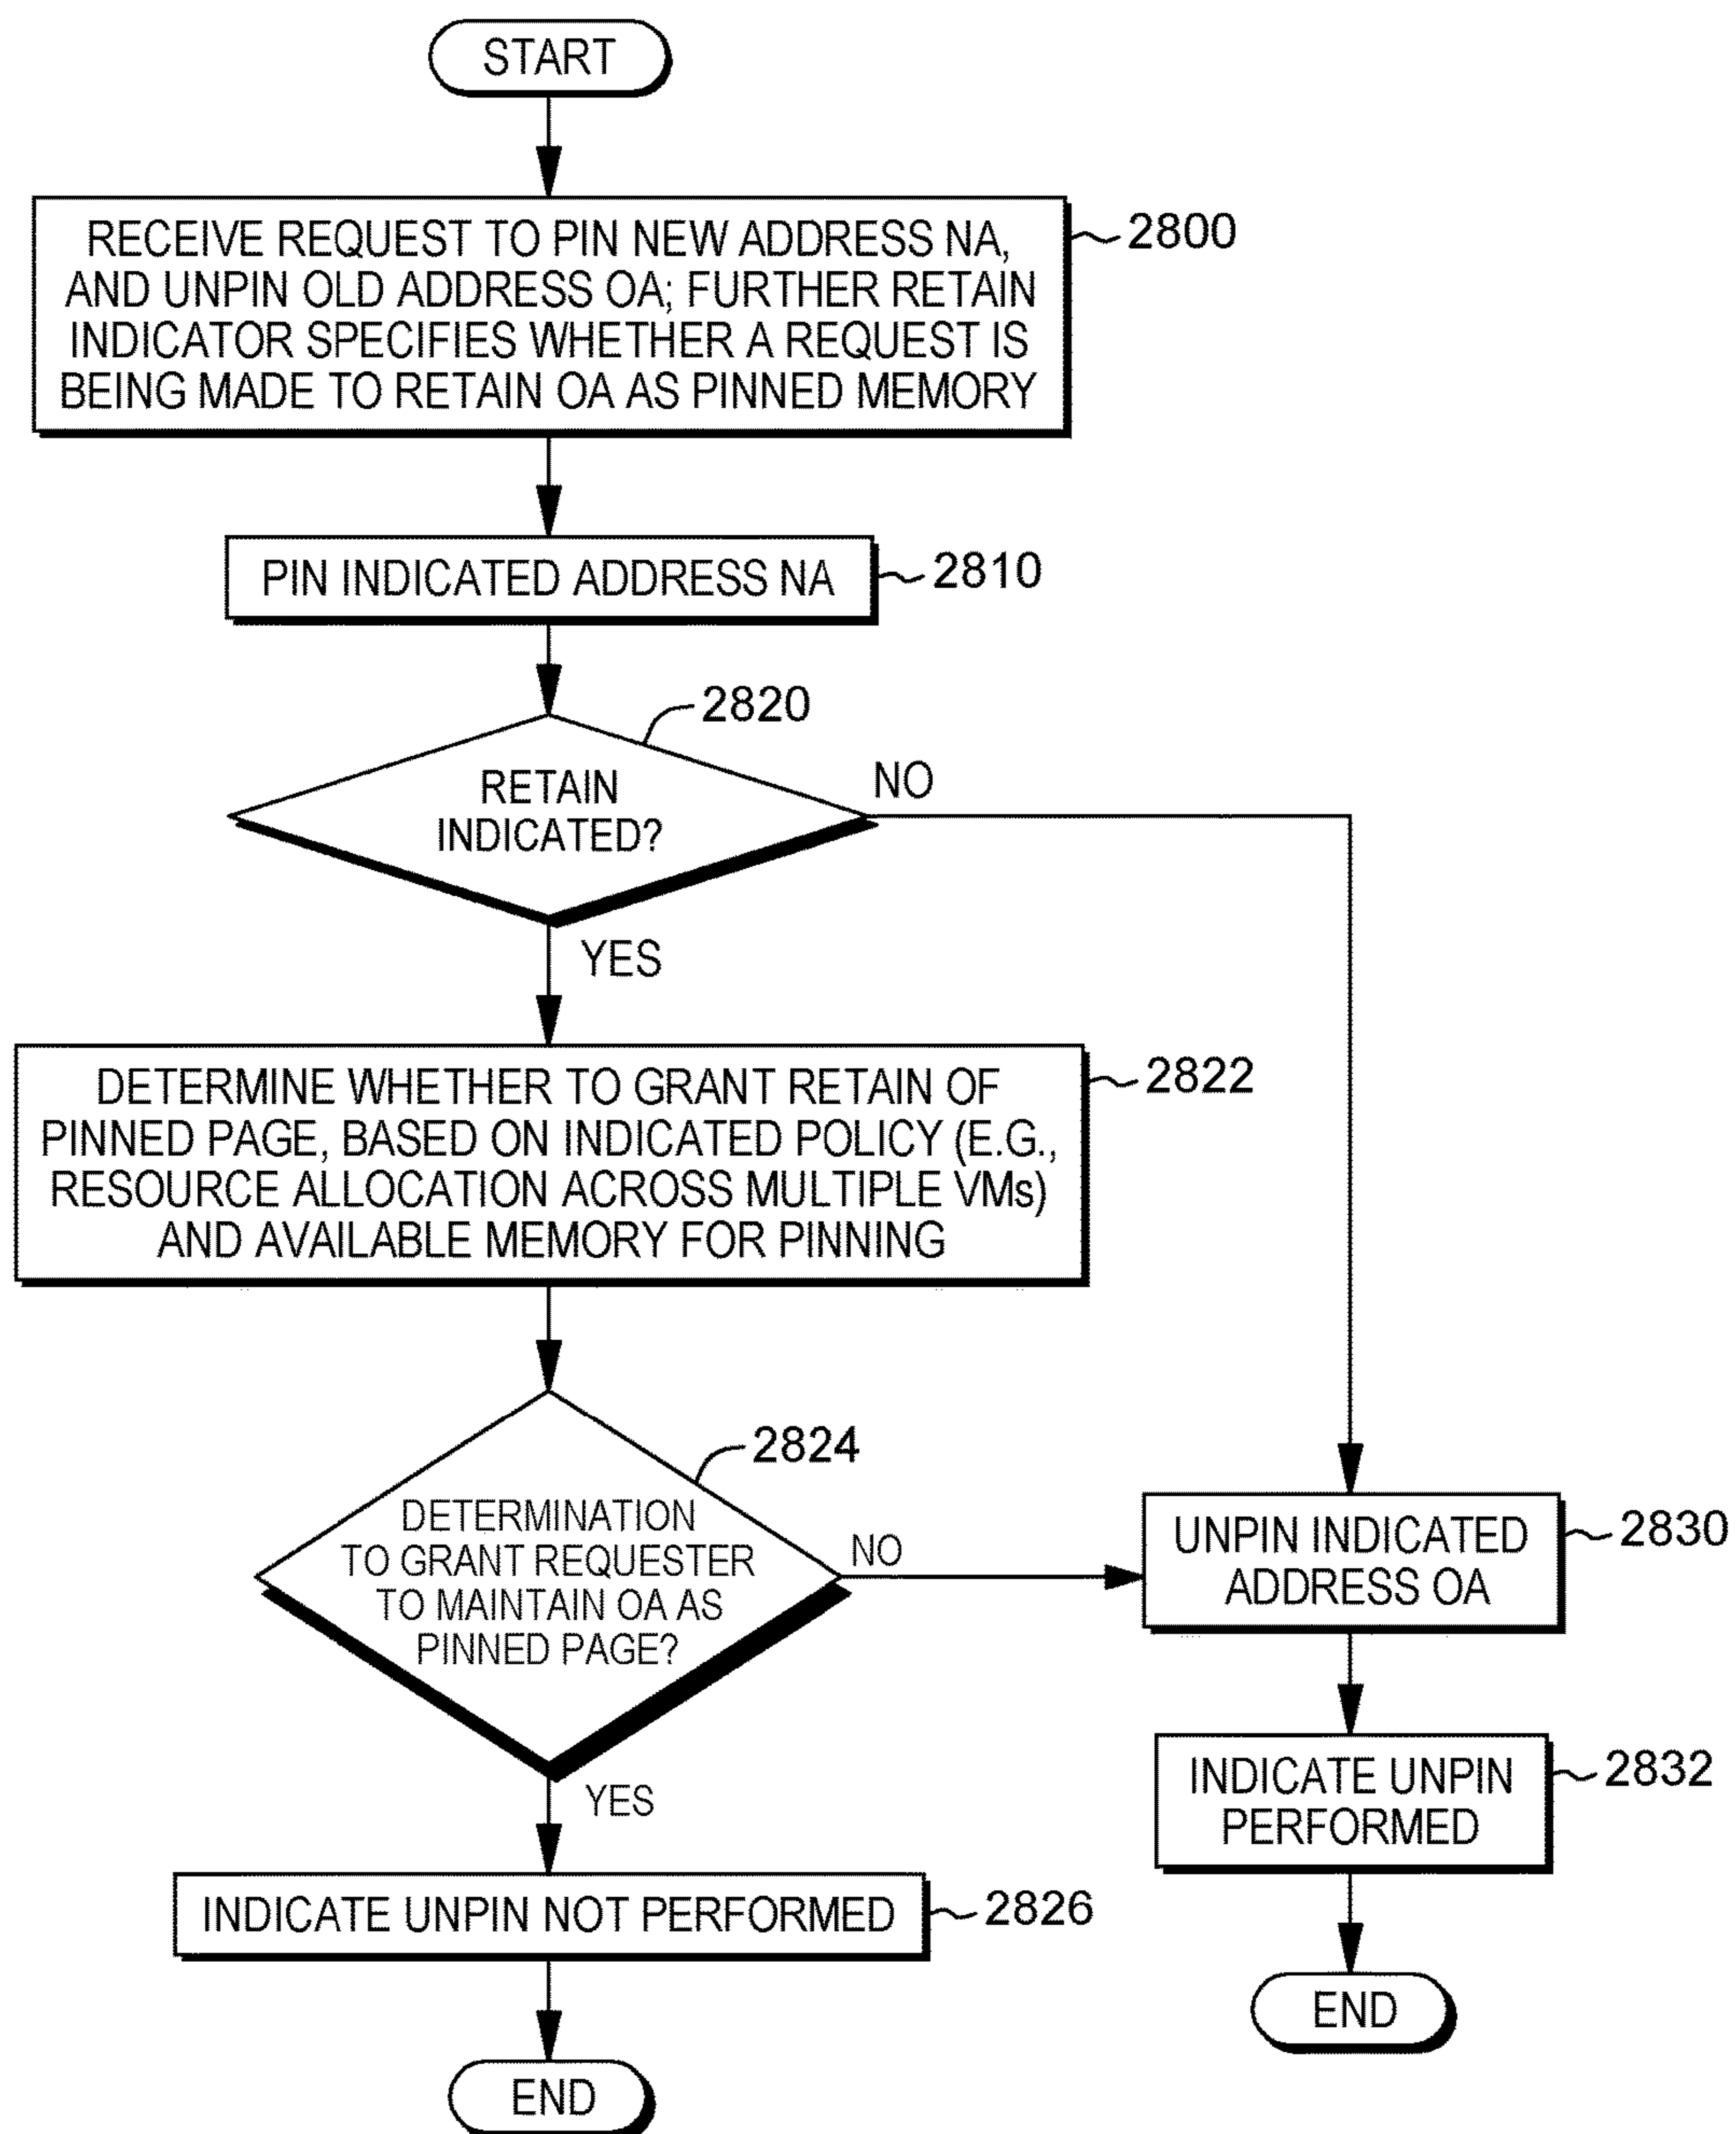 START
RECEIVE REQUEST TO PIN NEW ADDRESS NA,
AND UNPIN OLD ADDRESS OA; FURTHER RETAIN
INDICATOR SPECIFIES WHETHER A REQUEST IS
BEING MADE TO RETAIN OA AS PINNED MEMORY
2800
PIN INDICATED ADDRESS NA
2810
2820
RETAIN
INDICATED?
NO
YES
DETERMINE WHETHER TO GRANT RETAIN OF
PINNED PAGE, BASED ON INDICATED POLICY (E.G.,
RESOURCE ALLOCATION ACROSS MULTIPLE VMs)
AND AVAILABLE MEMORY FOR PINNING
2822
2824
DETERMINATION
TO GRANT REQUESTER
TO MAINTAIN OA AS
PINNED PAGE?
NO
YES
UNPIN INDICATED
ADDRESS OA
2830
INDICATE UNPIN
PERFORMED
2832
INDICATE UNPIN NOT PERFORMED
2826
END
END